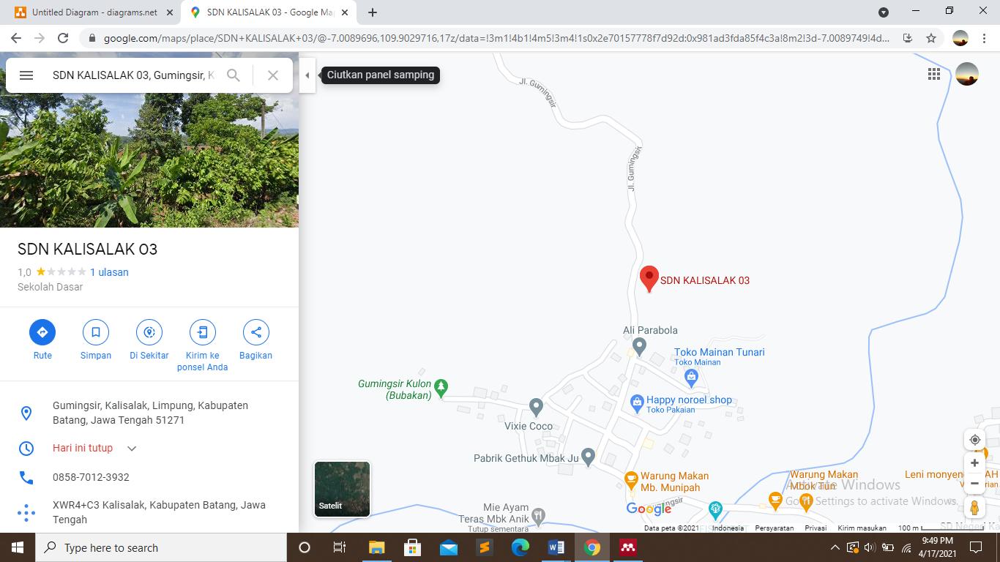 Untitled Diagram - diagrams.net
SDN KALISALAK 03 - Google Ma
google.com/maps/place/SDN+KALISALAK+03/@-7.0089696,109.9029716,17z/data=!3m1!4b1!4m5!3m4!1s0x2e70157778f7d92d:0x981ad3fda85f4c3a!8m2!3d-7.0089749!4d...
SDN KALISALAK 03, Gumingsir, K
Ciutkan panel samping
SDN KALISALAK 03
1,0
1 ulasan
Sekolah Dasar
Rute
Simpan
Di Sekitar
Kirim ke
ponsel Anda
Bagikan
Gumingsir, Kalisalak, Limpung, Kabupaten
Batang, Jawa Tengah 51271
Hari ini tutup
0858-7012-3932
XWR4+C3 Kalisalak, Kabupaten Batang, Jawa
Tengah
Jl. Gumingsir
Jl. Gumingsir
SDN KALISALAK 03
Ali Parabola
Toko Mainan Tunari
Toko Mainan
Gumingsir Kulon
(Bubakan)
Happy noroel shop
Toko Pakaian
Vixie Coco
Pabrik Gethuk Mbak Ju
Warung Makan
Mb. Munipah
Warung Makan
Mbok Tun
Leni monyeng
AH
Mie Ayam
Teras Mbk Anik
Tutup sementara
Satelit
Google
Activate Windows
Go to Settings to activate Windows.
SD Negeri Ka
Data peta ©2021
Indonesia
Persyaratan
Privasi
Kirim masukan
100 m
Type here to search
9:49 PM
4/17/2021